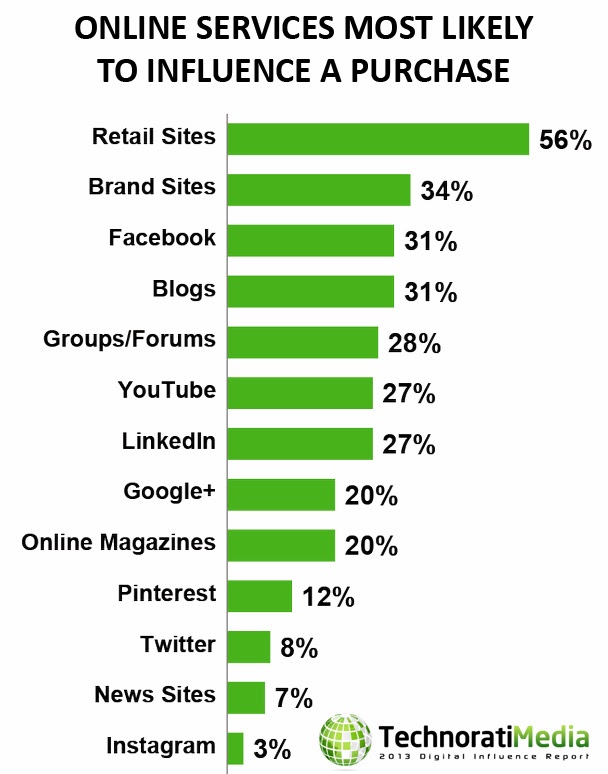 ONLINE SERVICES MOST LIKELY
TO INFLUENCE A PURCHASE
Retail Sites 56%
Brand Sites 34%
Facebook 31%
Blogs 31%
Groups/Forums 28%
YouTube 27%
LinkedIn 27%
Google+ 20%
Online Magazines 20%
Pinterest 12%
Twitter 8%
News Sites 7%
Instagram 3%
TechnoratiMedia
2013 Digital Influence Report